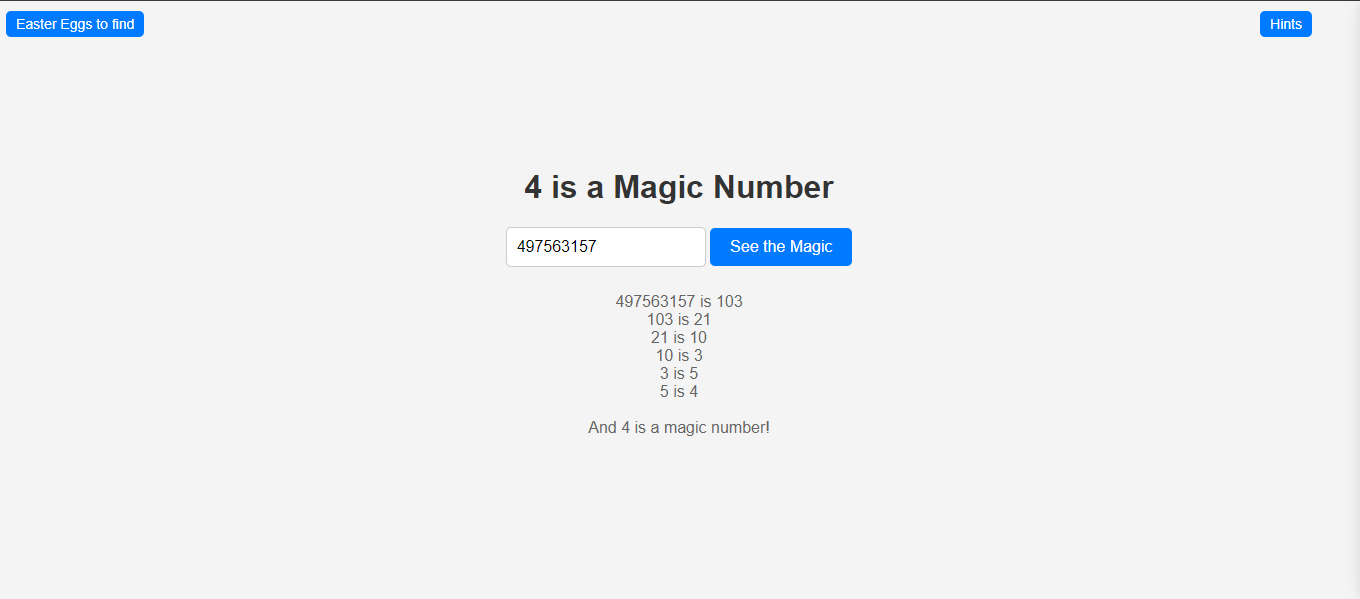 Easter Eggs to find
Hints
4 is a Magic Number
497563157
See the Magic
497563157 is 103
103 is 21
21 is 10
10 is 3
3 is 5
5 is 4
And 4 is a magic number!